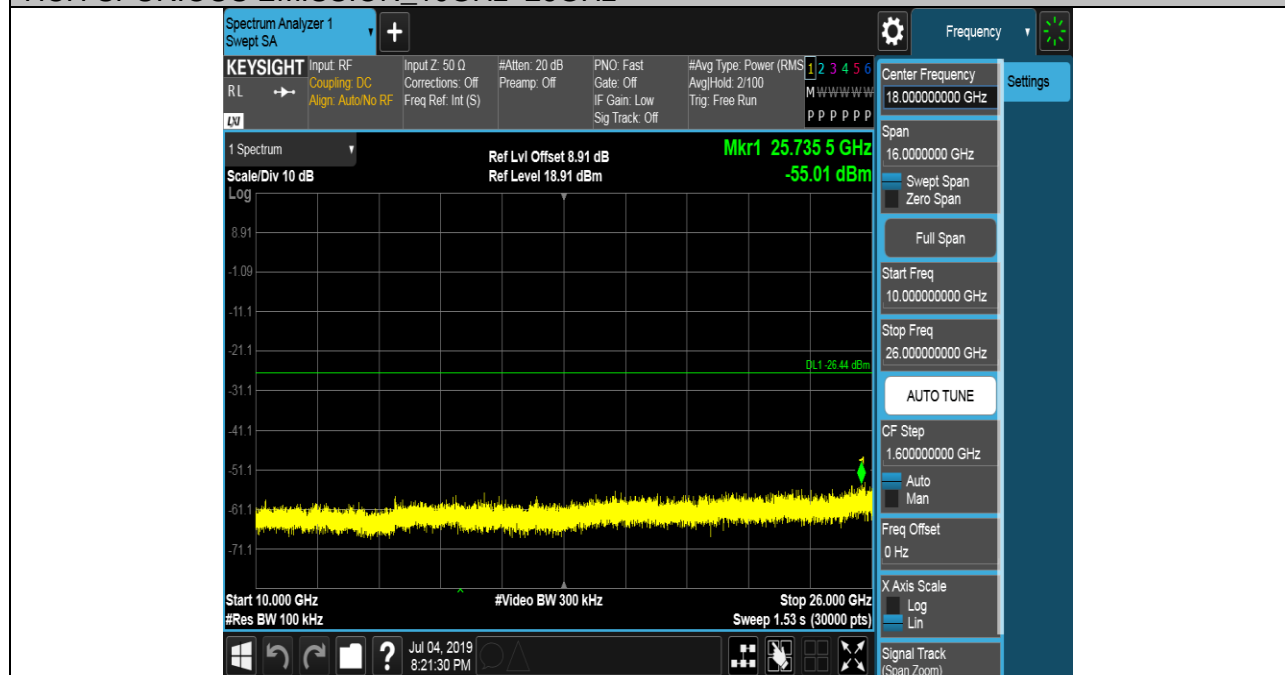 Spectrum Analyzer 1
Swept SA
Frequency
KEYSIGHT
RL
LXI
Input: RF
Coupling: DC
Align: Auto/No RF
Input Z: 50 Ω
Corrections: Off
Freq Ref: Int (S)
#Atten: 20 dB
Preamp: Off
PNO: Fast
Gate: Off
IF Gain: Low
Sig Track: Off
#Avg Type: Power (RMS
Avg|Hold: 2/100
Trig: Free Run
1 2 3 4 5 6
M W W W W W
P P P P P P
1 Spectrum
Scale/Div 10 dB
Ref Lvl Offset 8.91 dB
Ref Level 18.91 dBm
Mkr1 25.735 5 GHz
-55.01 dBm
Log
8.91
-1.09
-11.1
-21.1
DL1 -26.44 dBm
-31.1
-41.1
-51.1
1
-61.1
-71.1
Start 10.000 GHz
#Video BW 300 kHz
Stop 26.000 GHz
#Res BW 100 kHz
Sweep 1.53 s (30000 pts)
?
Jul 04, 2019
8:21:30 PM
Center Frequency
18.000000000 GHz
Settings
Span
16.0000000 GHz
Swept Span
Zero Span
Full Span
Start Freq
10.000000000 GHz
Stop Freq
26.000000000 GHz
AUTO TUNE
CF Step
1.600000000 GHz
Auto
Man
Freq Offset
0 Hz
X Axis Scale
Log
Lin
Signal Track
(Span Zoom)